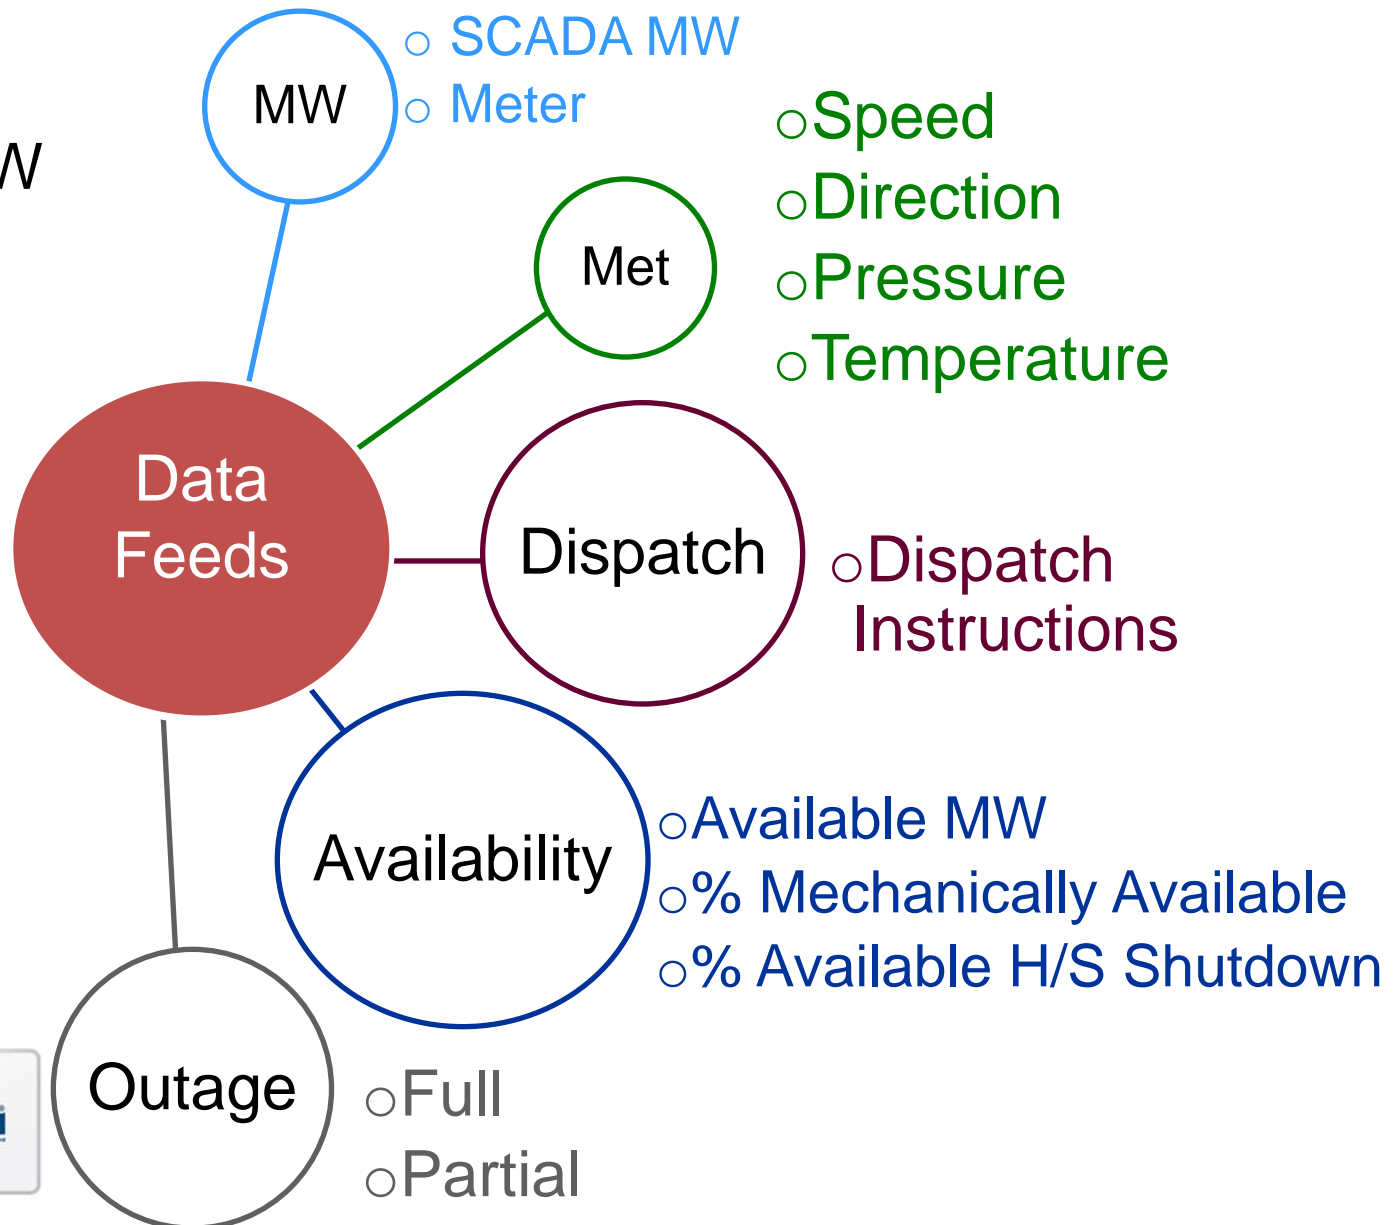 MW
○ SCADA MW
○ Meter
W
Met
○Speed
○Direction
○Pressure
○Temperature
Data
Feeds
Dispatch
○Dispatch
Instructions
Availability
○Available MW
○% Mechanically Available
○% Available H/S Shutdown
Outage
○Full
○Partial